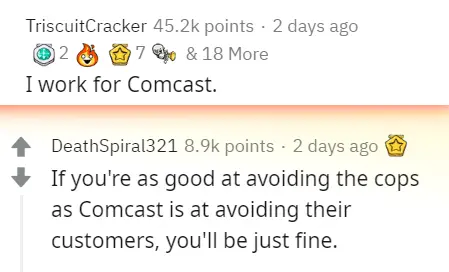 TriscuitCracker 45.2k points · 2 days ago
2 7 & 18 More
I work for Comcast.
DeathSpiral321 8.9k points · 2 days ago
If you're as good at avoiding the cops
as Comcast is at avoiding their
customers, you'll be just fine.